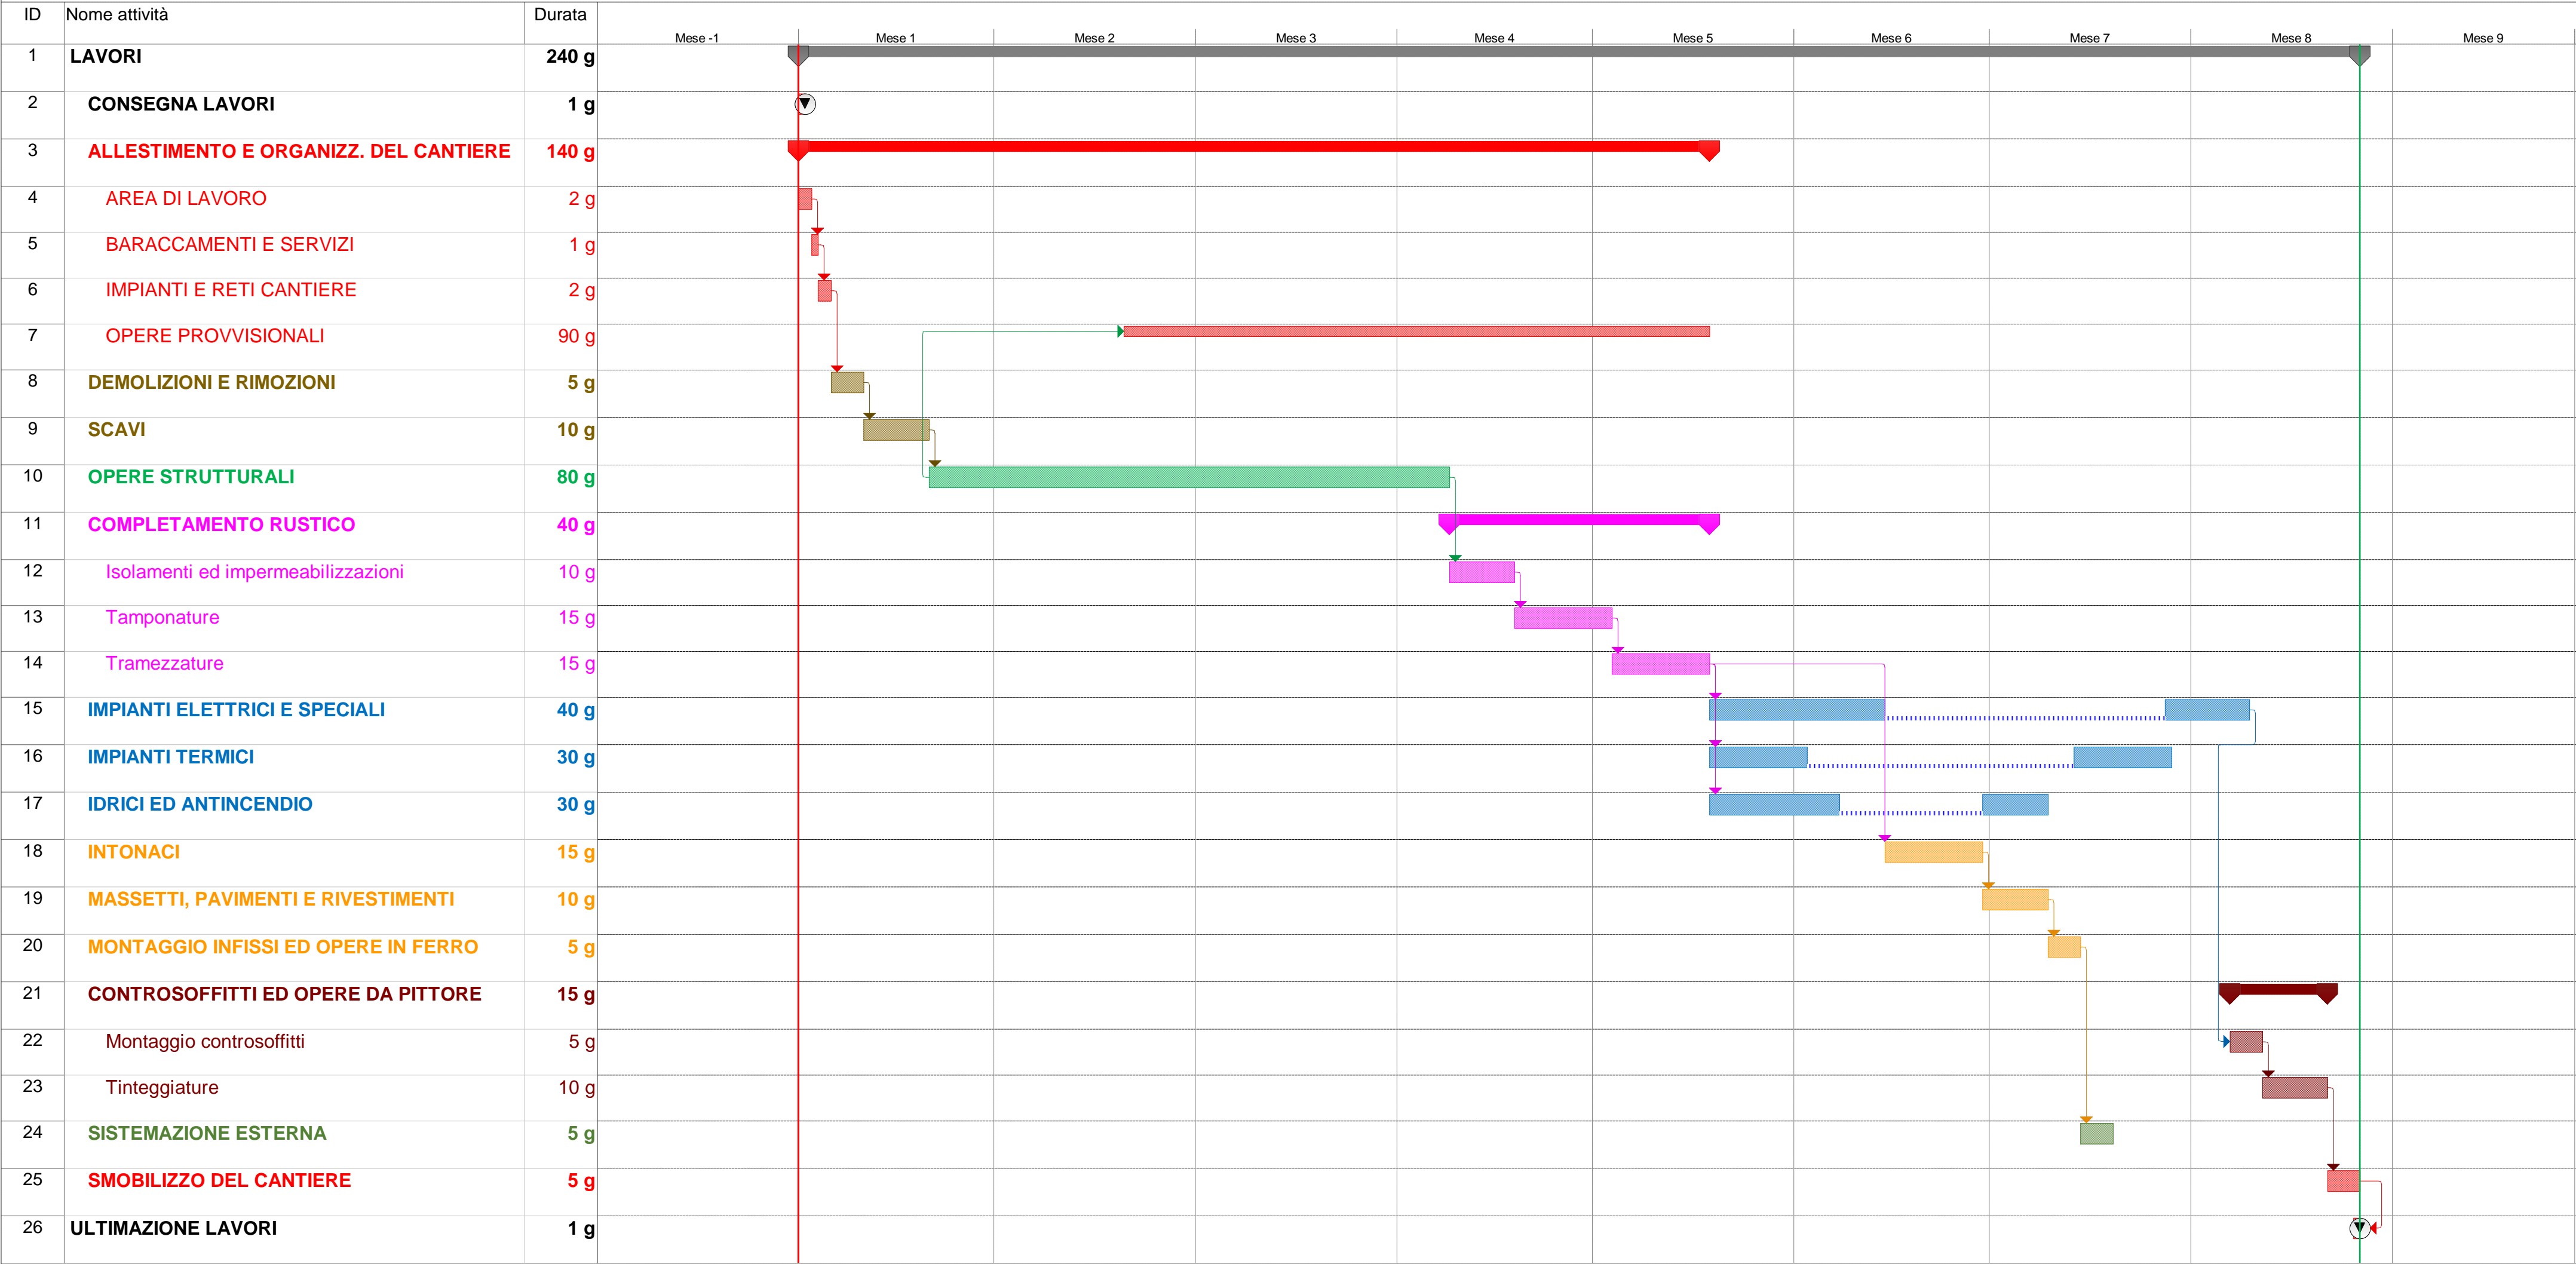 ID Nome attività Durata
Mese -1 Mese 1 Mese 2 Mese 3 Mese 4 Mese 5 Mese 6 Mese 7 Mese 8 Mese 9
1 LAVORI 240 g
2 CONSEGNA LAVORI 1 g
3 ALLESTIMENTO E ORGANIZZ. DEL CANTIERE 140 g
4 AREA DI LAVORO 2 g
5 BARACCAMENTI E SERVIZI 1 g
6 IMPIANTI E RETI CANTIERE 2 g
7 OPERE PROVVISIONALI 90 g
8 DEMOLIZIONI E RIMOZIONI 5 g
9 SCAVI 10 g
10 OPERE STRUTTURALI 80 g
11 COMPLETAMENTO RUSTICO 40 g
12 Isolamenti ed impermeabilizzazioni 10 g
13 Tamponature 15 g
14 Tramezzature 15 g
15 IMPIANTI ELETTRICI E SPECIALI 40 g
16 IMPIANTI TERMICI 30 g
17 IDRICI ED ANTINCENDIO 30 g
18 INTONACI 15 g
19 MASSETTI, PAVIMENTI E RIVESTIMENTI 10 g
20 MONTAGGIO INFISSI ED OPERE IN FERRO 5 g
21 CONTROSOFFITTI ED OPERE DA PITTORE 15 g
22 Montaggio controsoffitti 5 g
23 Tinteggiature 10 g
24 SISTEMAZIONE ESTERNA 5 g
25 SMOBILIZZO DEL CANTIERE 5 g
26 ULTIMAZIONE LAVORI 1 g